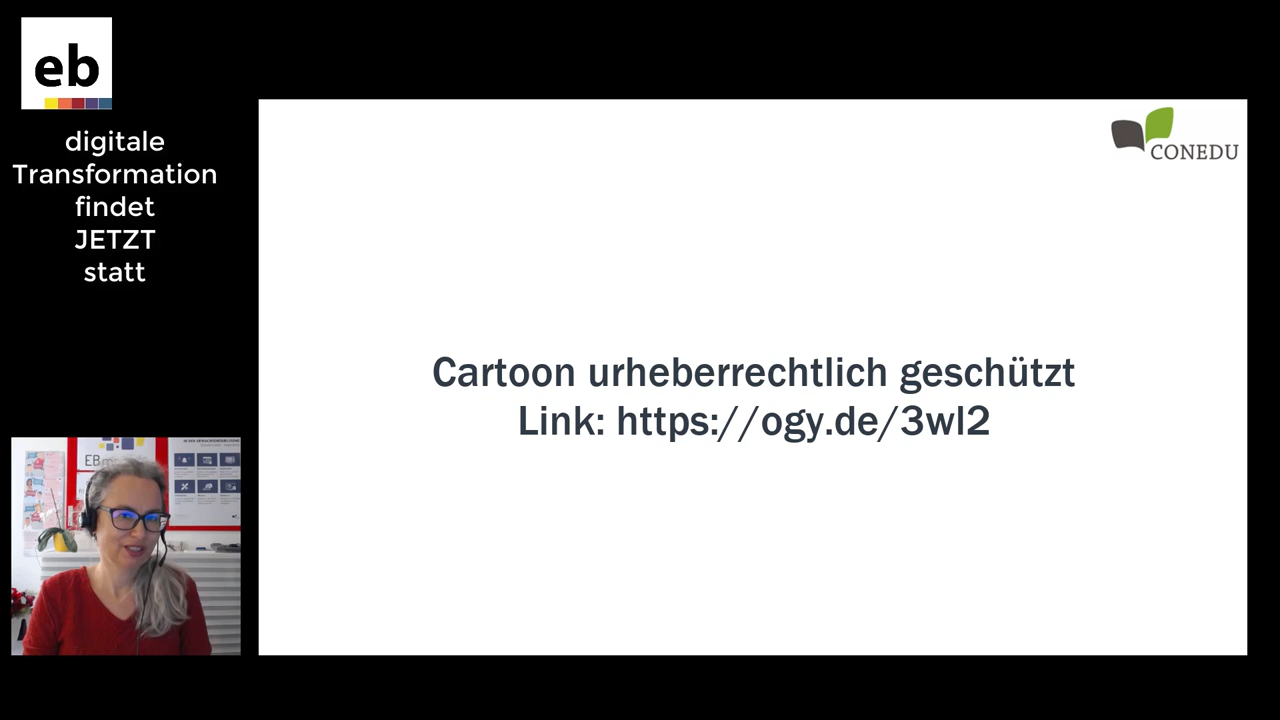 eb
digitale
Transformation
findet
JETZT
statt
CONEDU
Cartoon urheberrechtlich geschützt
Link: https://ogy.de/3wl2